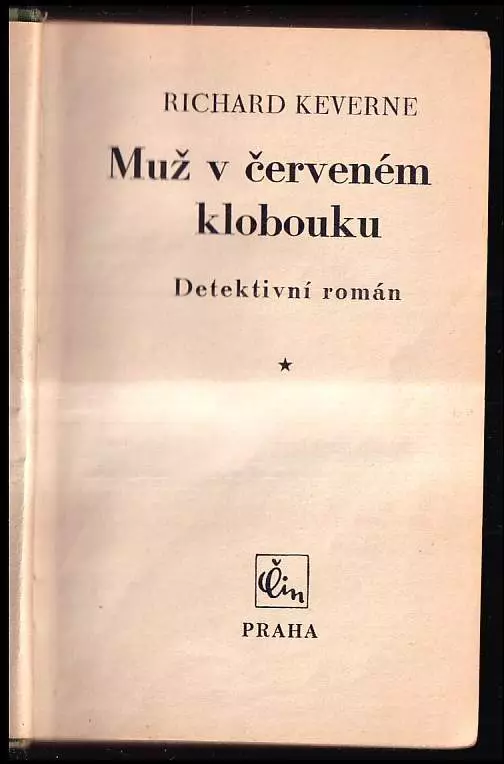 RICHARD KEVERNE
Muž v červeném
klobouku
Detektivní román
Čin
PRAHA